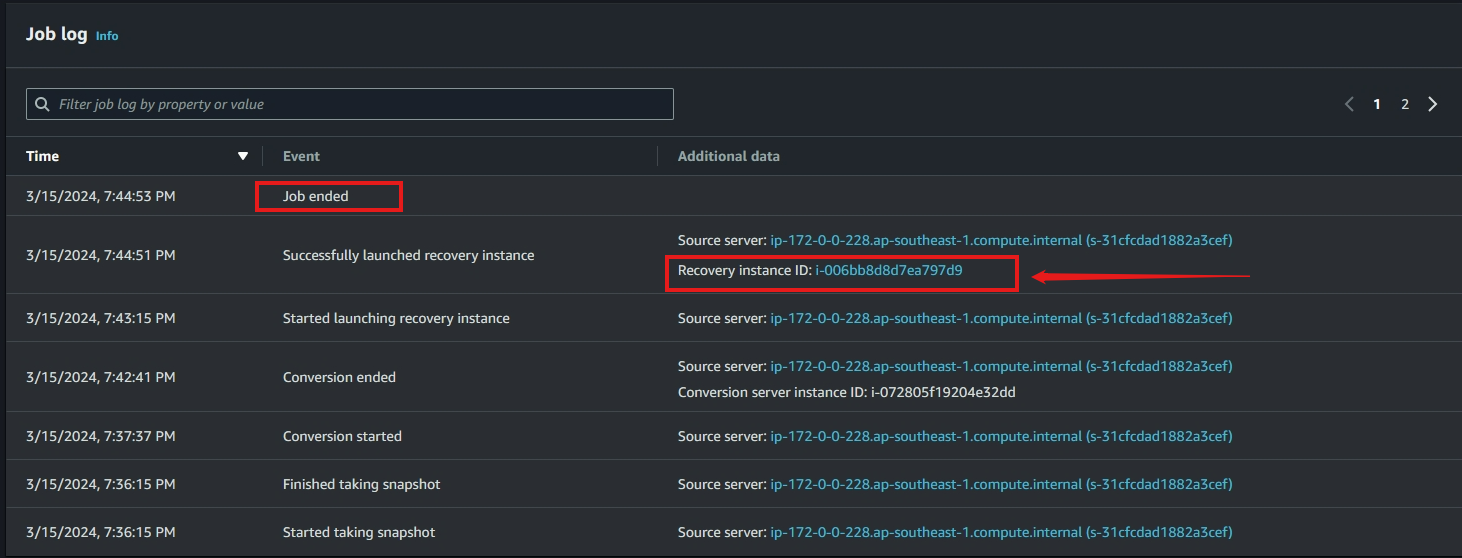 Job log Info
Filter job log by property or value
1 2
Time Event Additional data
3/15/2024, 7:44:53 PM Job ended
Source server: ip-172-0-0-228.ap-southeast-1.compute.internal (s-31cfcdad1882a3cef)
3/15/2024, 7:44:51 PM Successfully launched recovery instance
Recovery instance ID: i-006bb8d8d7ea797d9
3/15/2024, 7:43:15 PM Started launching recovery instance Source server: ip-172-0-0-228.ap-southeast-1.compute.internal (s-31cfcdad1882a3cef)
Source server: ip-172-0-0-228.ap-southeast-1.compute.internal (s-31cfcdad1882a3cef)
3/15/2024, 7:42:41 PM Conversion ended
Conversion server instance ID: i-072805f19204e32dd
3/15/2024, 7:37:37 PM Conversion started Source server: ip-172-0-0-228.ap-southeast-1.compute.internal (s-31cfcdad1882a3cef)
3/15/2024, 7:36:15 PM Finished taking snapshot Source server: ip-172-0-0-228.ap-southeast-1.compute.internal (s-31cfcdad1882a3cef)
3/15/2024, 7:36:15 PM Started taking snapshot Source server: ip-172-0-0-228.ap-southeast-1.compute.internal (s-31cfcdad1882a3cef)